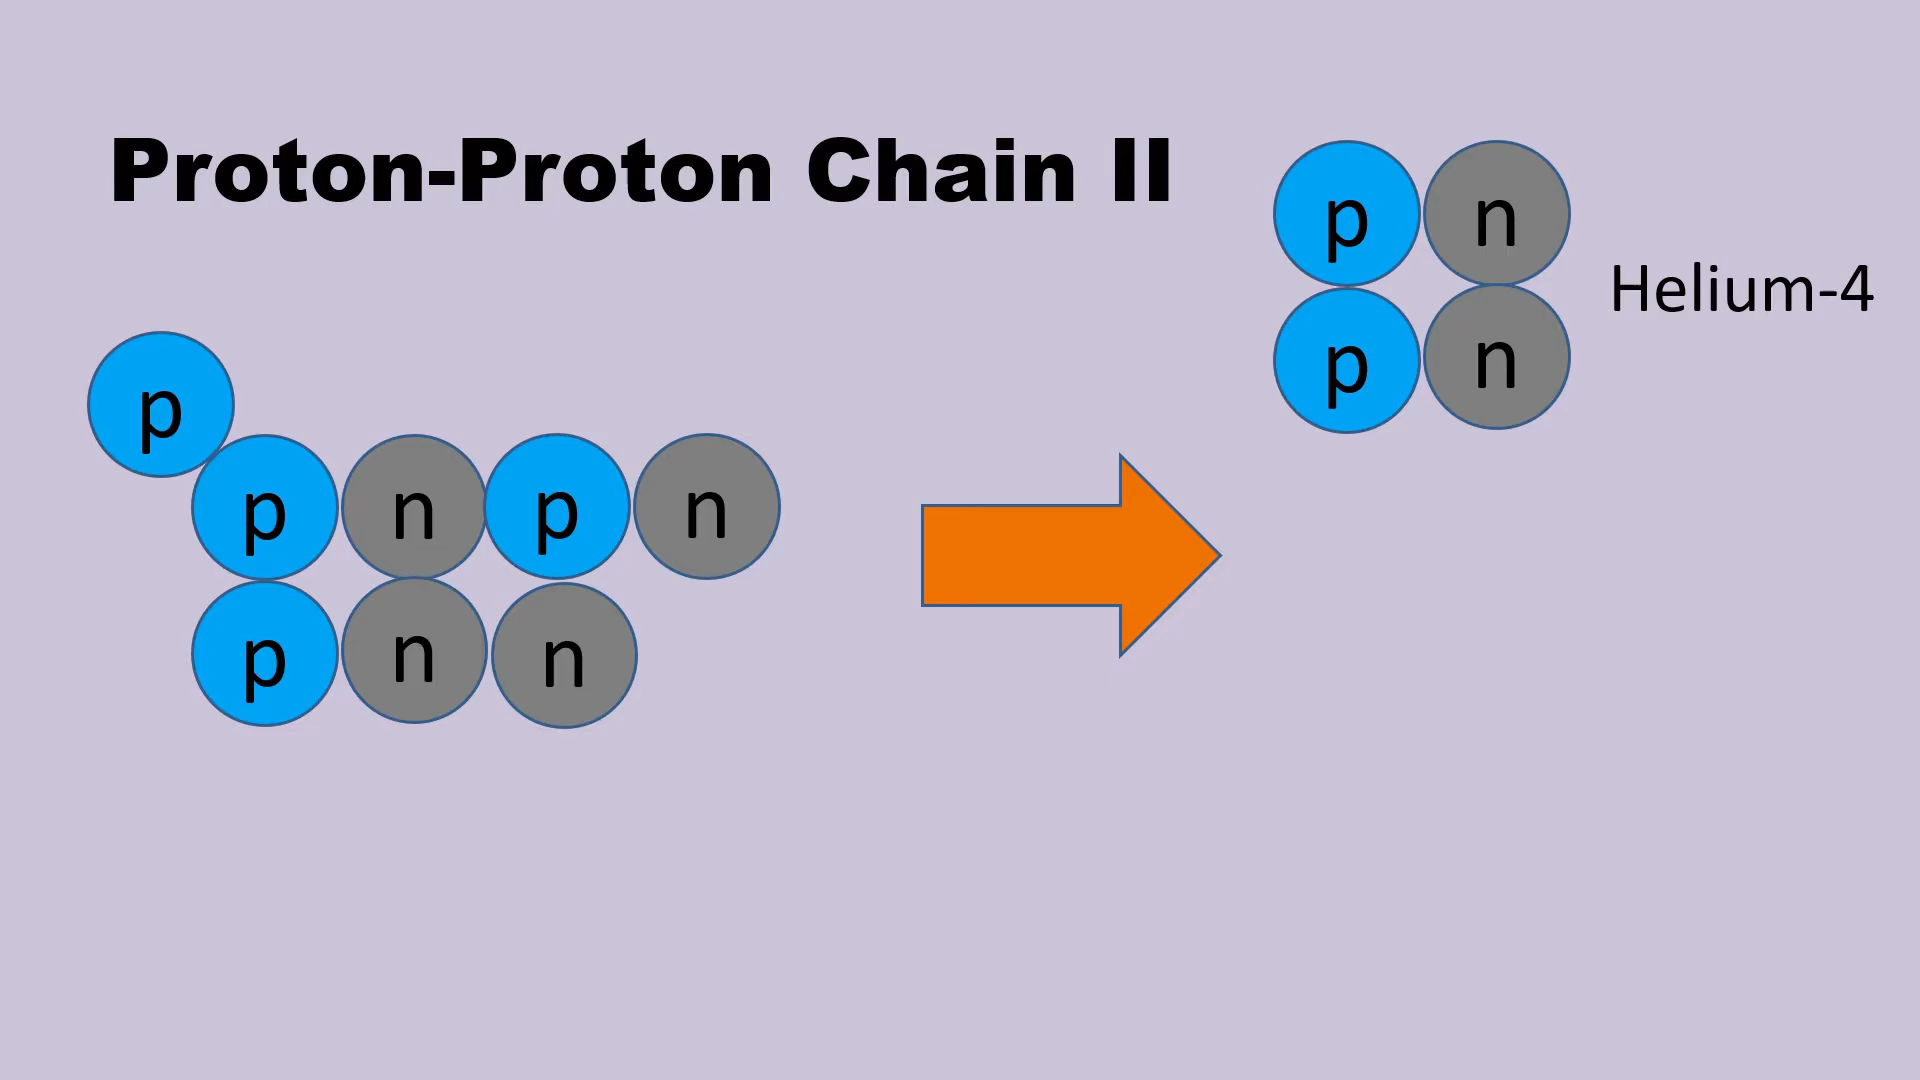 Proton-Proton Chain II
p n
Helium-4
p n
p
p n p n
p n n